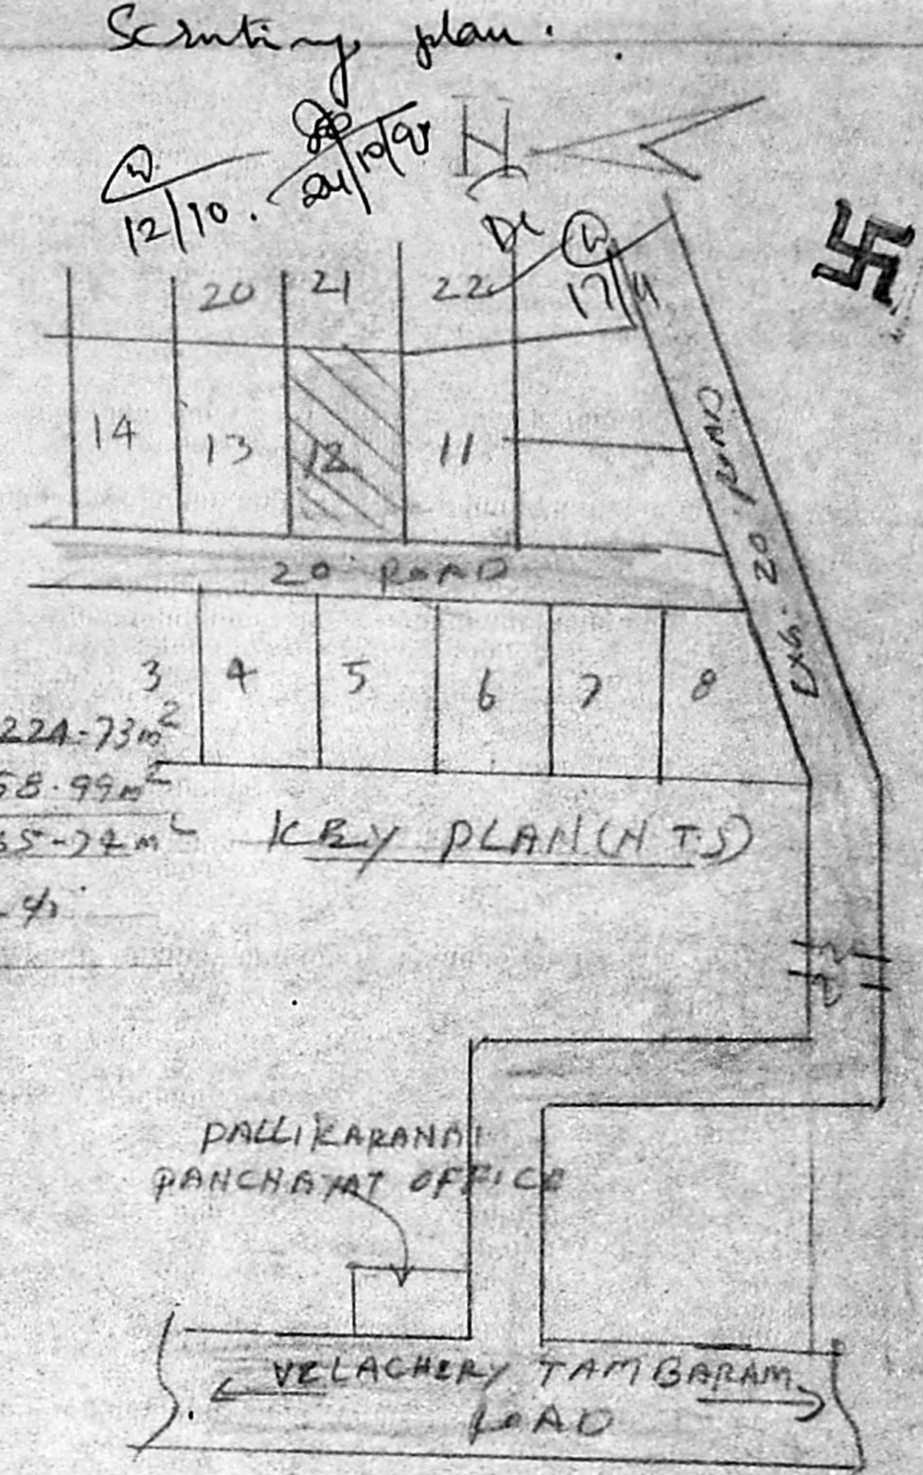 Scrutiny plan.
N
12/10.
24/10/98
17/11
20 21 22
14 13 12 11
EXG. 20' ROAD
20' ROAD
3 4 5 6 7 8
224.73m²
58.99m²
KEY PLAN (N T.S)
PALLIKARANAI
PANCHAYAT OFFICE
VELACHERY TAMBARAM
ROAD